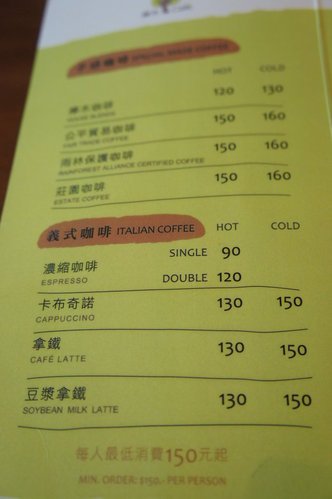 HOT COLD
咖啡 120 130
公平貿易咖啡 150 160
FAIR TRADE COFFEE
雨林保護咖啡 150 160
RAINFOREST ALLIANCE CERTIFIED COFFEE
莊園咖啡 150 160
ESTATE COFFEE
義式咖啡 ITALIAN COFFEE HOT COLD
濃縮咖啡 SINGLE 90
ESPRESSO DOUBLE 120
卡布奇諾 130 150
CAPPUCCINO
拿鐵 130 150
CAFÉ LATTE
豆漿拿鐵 130 150
SOYBEAN MILK LATTE
每人最低消費150元起
MIN. ORDER: $150.- PER PERSON